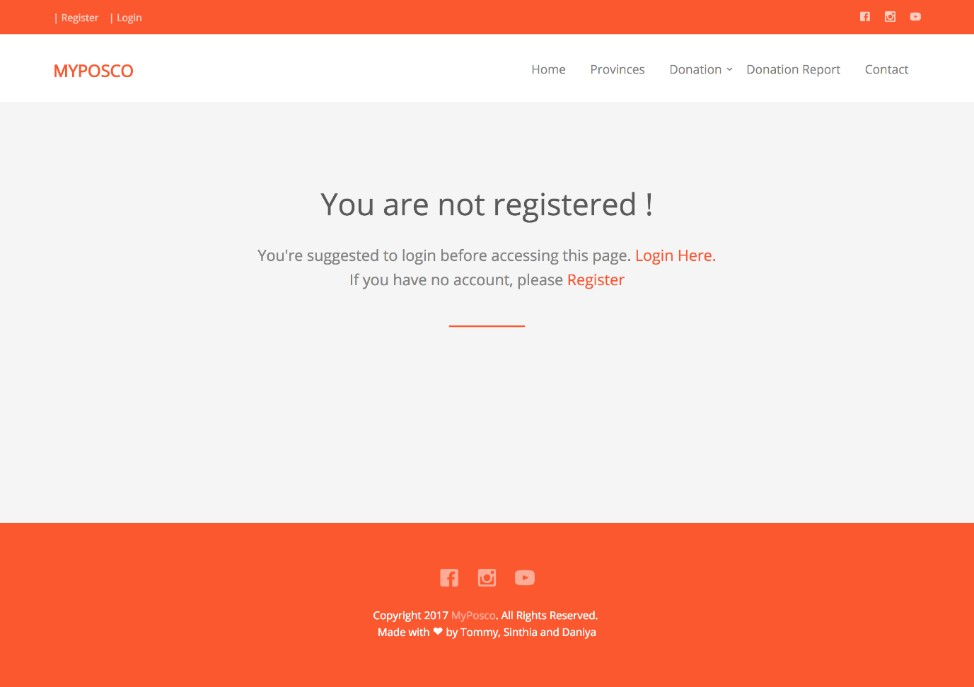 | Register | Login
MYPOSCO
Home Provinces Donation Donation Report Contact
You are not registered !
You're suggested to login before accessing this page. Login Here.
If you have no account, please Register
Copyright 2017 MyPosco. All Rights Reserved.
Made with ❤ by Tommy, Sinthia and Daniya